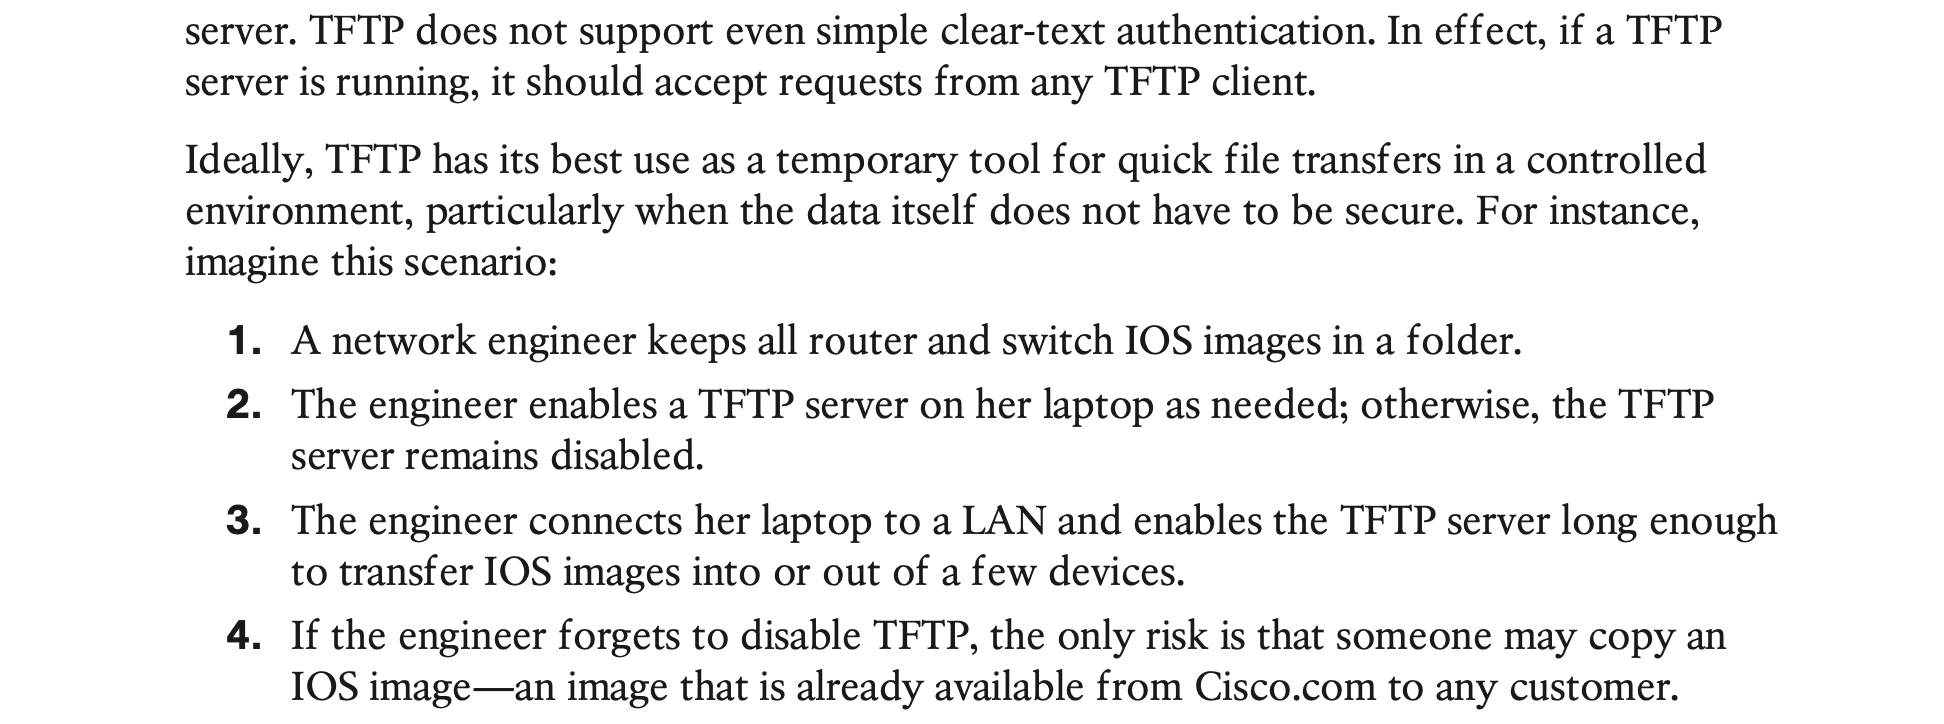 server. TFTP does not support even simple clear-text authentication. In effect, if a TFTP
server is running, it should accept requests from any TFTP client.
Ideally, TFTP has its best use as a temporary tool for quick file transfers in a controlled
environment, particularly when the data itself does not have to be secure. For instance,
imagine this scenario:
1. A network engineer keeps all router and switch IOS images in a folder.
2. The engineer enables a TFTP server on her laptop as needed; otherwise, the TFTP
server remains disabled.
3. The engineer connects her laptop to a LAN and enables the TFTP server long enough
to transfer IOS images into or out of a few devices.
4. If the engineer forgets to disable TFTP, the only risk is that someone may copy an
IOS image—an image that is already available from Cisco.com to any customer.